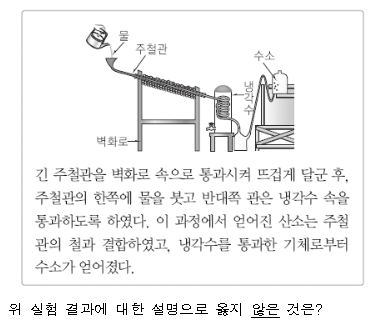 물
주철관
수소
냉각수
벽화로
긴 주철관을 벽화로 속으로 통과시켜 뜨겁게 달군 후,
주철관의 한쪽에 물을 붓고 반대쪽 관은 냉각수 속을
통과하도록 하였다. 이 과정에서 얻어진 산소는 주철
관의 철과 결합하였고, 냉각수를 통과한 기체로부터
수소가 얻어졌다.
위 실험 결과에 대한 설명으로 옳지 않은 것은?